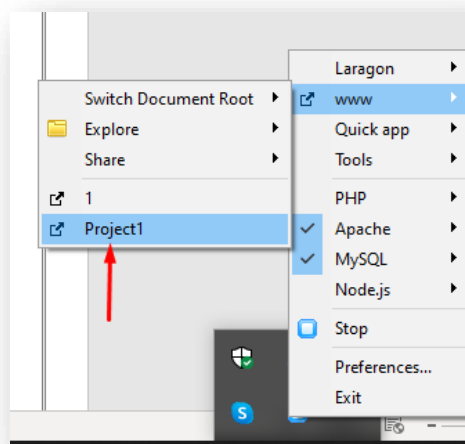 Switch Document Root
Explore
Share
1
Project1
Laragon
www
Quick app
Tools
PHP
Apache
MySQL
Node.js
Stop
Preferences...
Exit